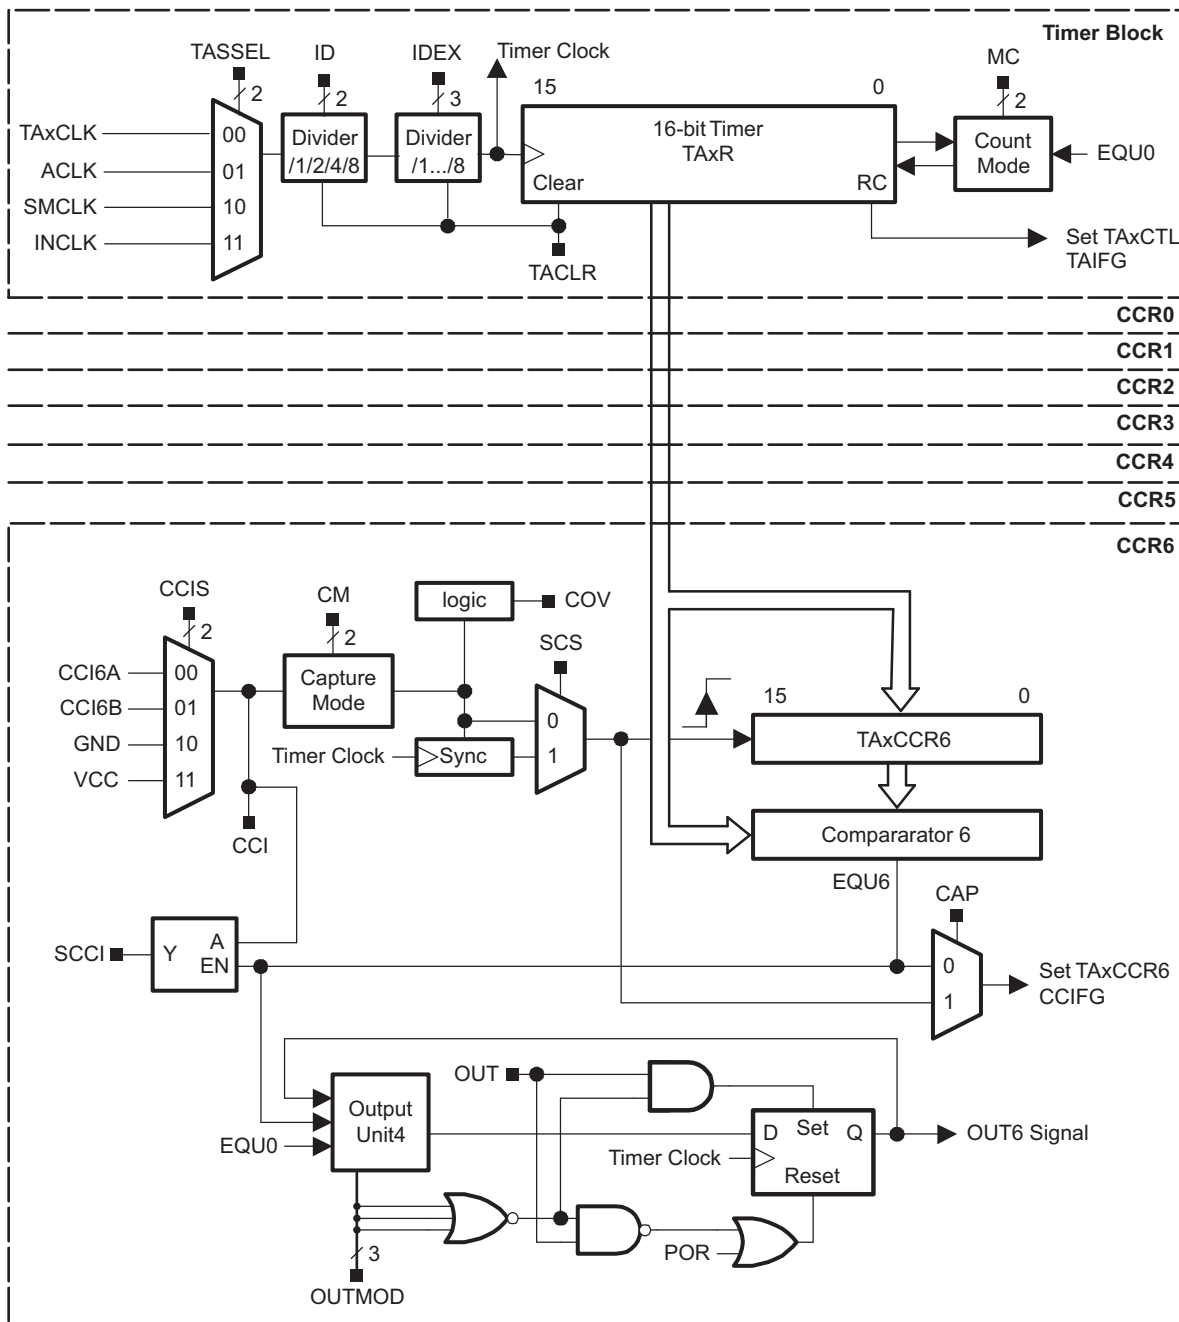 Timer Block
TASSEL
ID
IDEX
Timer Clock
MC
2
2
3
15
0
2
TAxCLK
00
Divider
/1/2/4/8
Divider
/1.../8
16-bit Timer
TAxR
Count
Mode
EQU0
ACLK
01
SMCLK
10
Clear
RC
INCLK
11
TACLR
Set TAxCTL
TAIFG
CCR0
CCR1
CCR2
CCR3
CCR4
CCR5
CCR6
CCIS
CM
logic
COV
2
2
SCS
CCI6A
00
Capture
Mode
15
0
CCI6B
01
0
TAxCCR6
GND
10
Timer Clock
Sync
1
VCC
11
CCI
Compararator 6
EQU6
CAP
SCCI
Y
A
EN
0
1
Set TAxCCR6
CCIFG
OUT
Output
Unit4
D
Set
Q
OUT6 Signal
EQU0
Timer Clock
Reset
3
POR
OUTMOD